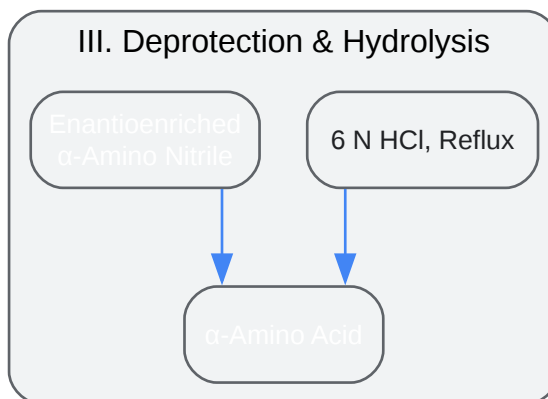 III. Deprotection & Hydrolysis
Enantioenriched
α-Amino Nitrile
6 N HCl, Reflux
α-Amino Acid